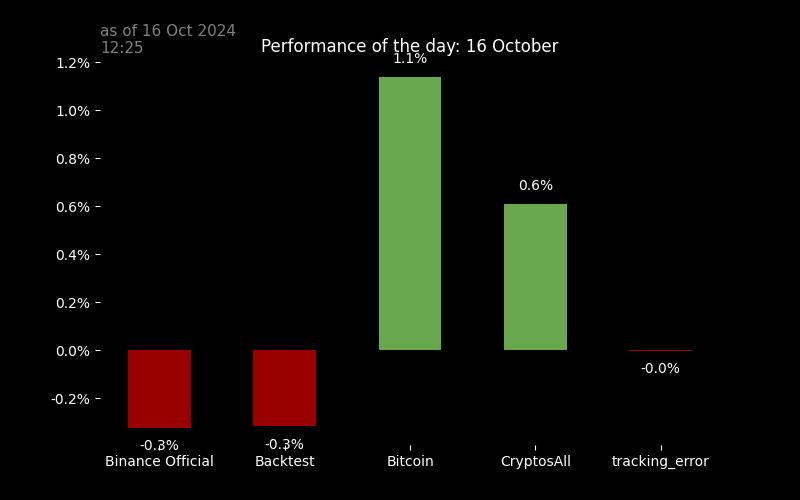 as of 16 Oct 2024
12:25
Performance of the day: 16 October
1.2%
1.0%
0.8%
0.6%
0.4%
0.2%
0.0%
-0.2%
1.1%
0.6%
-0.0%
-0.3%
-0.3%
Binance Official
Backtest
Bitcoin
CryptosAll
tracking_error